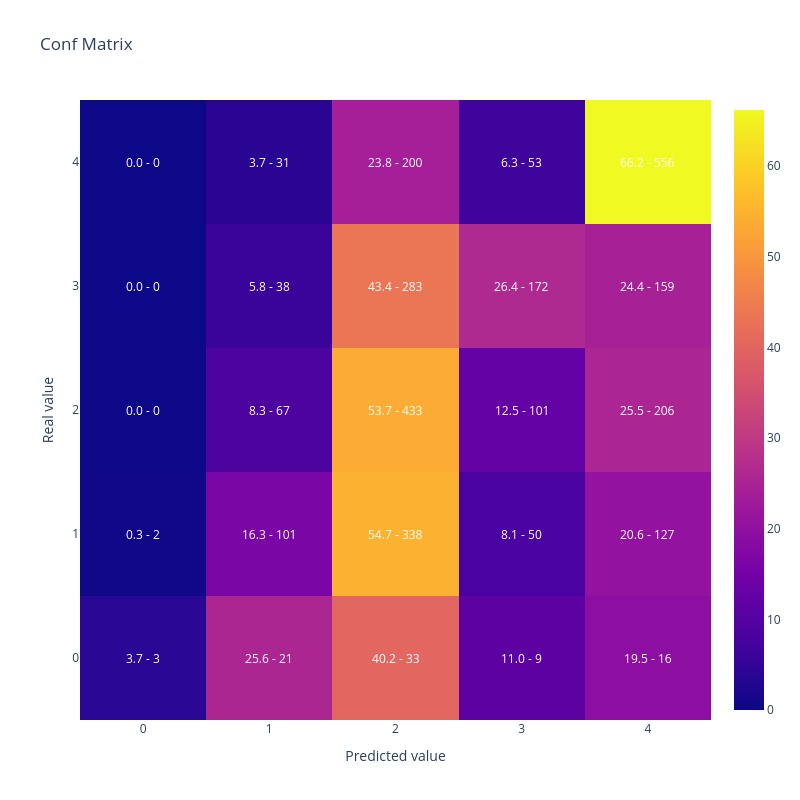 Conf Matrix
4
0.0 - 0
3.7 - 31
23.8 - 200
6.3 - 53
66.2 - 556
3
0.0 - 0
5.8 - 38
43.4 - 283
26.4 - 172
24.4 - 159
2
0.0 - 0
8.3 - 67
53.7 - 433
12.5 - 101
25.5 - 206
1
0.3 - 2
16.3 - 101
54.7 - 338
8.1 - 50
20.6 - 127
0
3.7 - 3
25.6 - 21
40.2 - 33
11.0 - 9
19.5 - 16
Real value
0
1
2
3
4
Predicted value
60
50
40
30
20
10
0